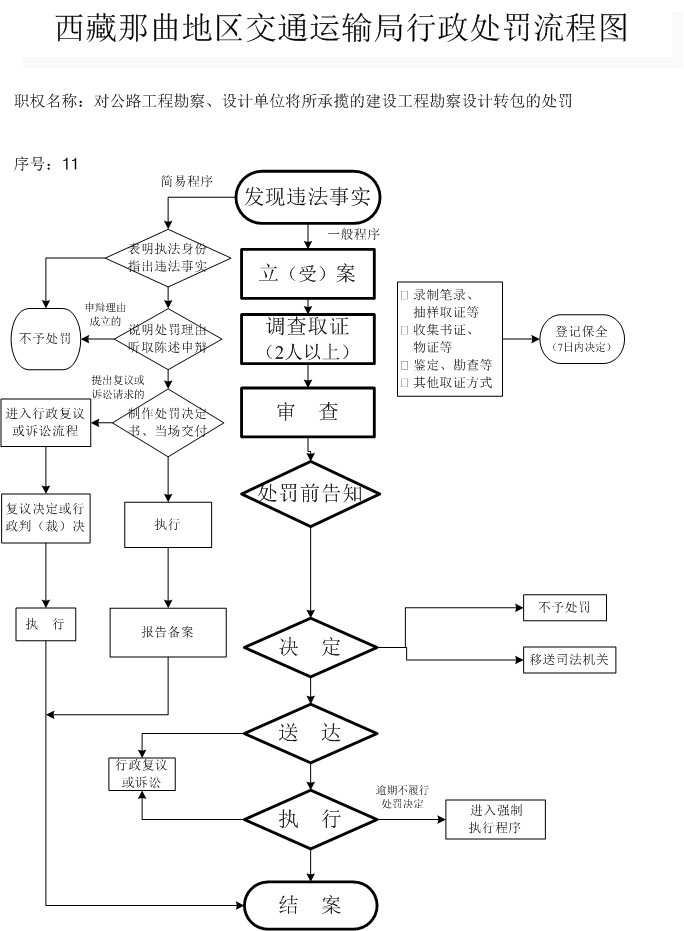 西藏那曲地区交通运输局行政处罚流程图
职权名称：对公路工程勘察、设计单位将所承揽的建设工程勘察设计转包的处罚
序号：11
简易程序
发现违法事实
一般程序
表明执法身份
指出违法事实
立（受）案
申辩理由
成立的
不予处罚
说明处罚理由
听取陈述申辩
调查取证
（2人以上）
□ 录制笔录、
抽样取证等
□ 收集书证、
物证等
□ 鉴定、勘查等
□ 其他取证方式
登记保全
（7日内决定）
提出复议或
诉讼请求的
进入行政复议
或诉讼流程
制作处罚决定
书、当场交付
审 查
处罚前告知
复议决定或行
政判（裁）决
执行
执 行
报告备案
决 定
不予处罚
移送司法机关
送 达
行政复议
或诉讼
执 行
逾期不履行
处罚决定
进入强制
执行程序
结 案